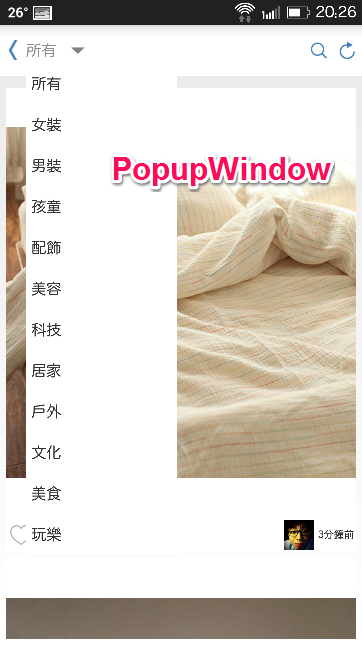 26° 20:26
所有
所有
女裝
男裝
PopupWindow
孩童
配飾
美容
科技
居家
戶外
文化
美食
玩樂
3分鐘前